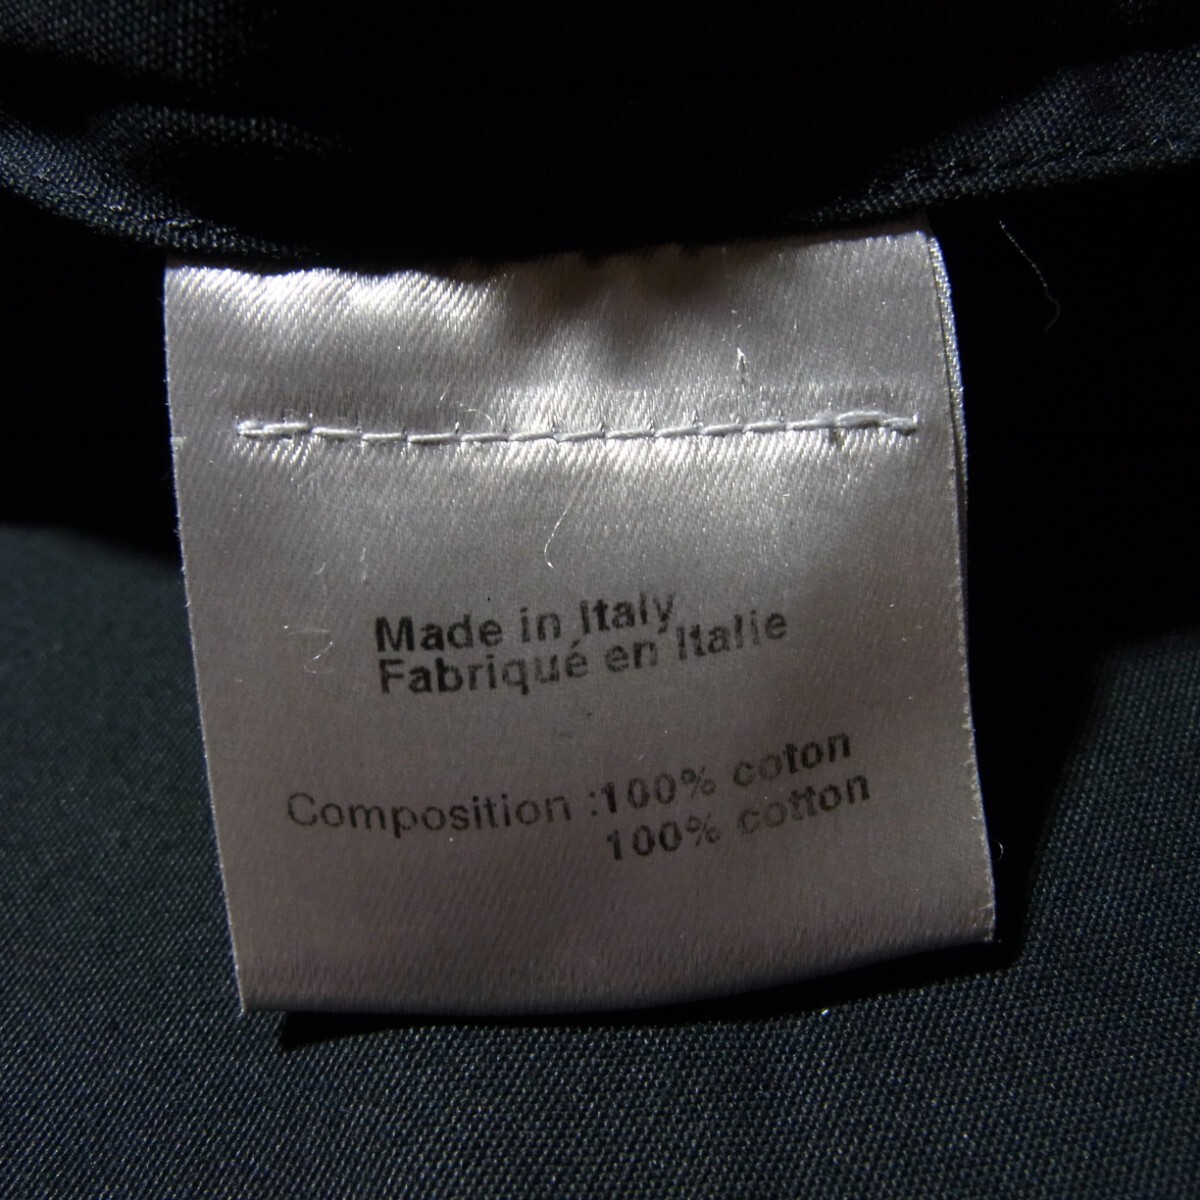 Made in Italy
Fabriqué en Italie
Composition :100% coton
100% cotton